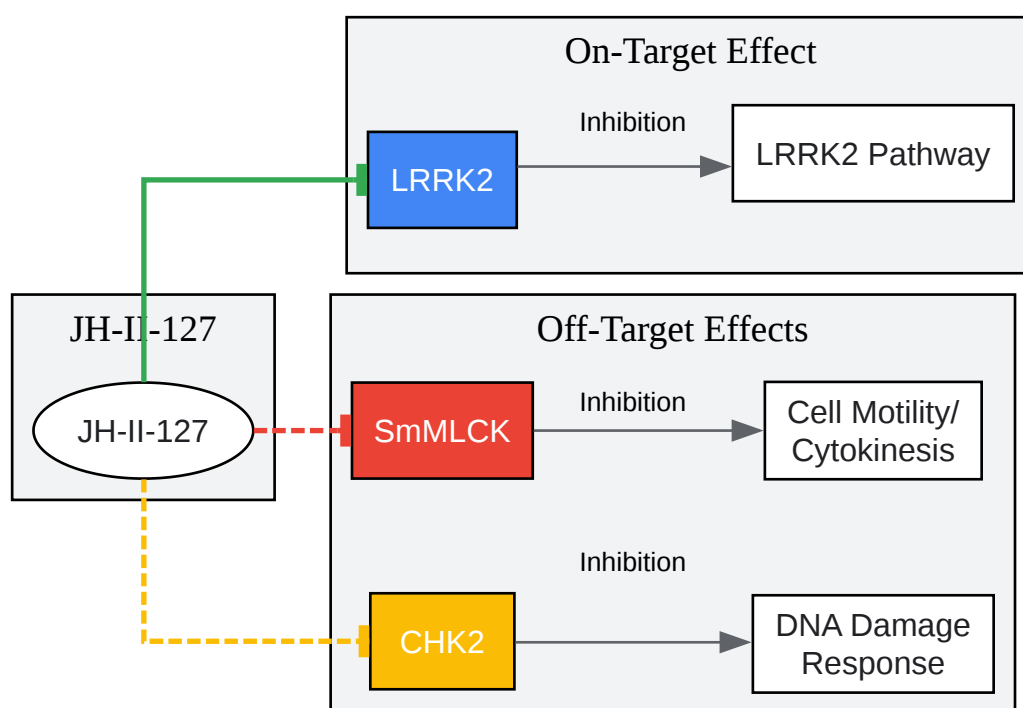 On-Target Effect
Inhibition
LRRK2
LRRK2 Pathway
JH-II-127
JH-II-127
Off-Target Effects
Inhibition
SmMLCK
Cell Motility/
Cytokinesis
Inhibition
CHK2
DNA Damage
Response